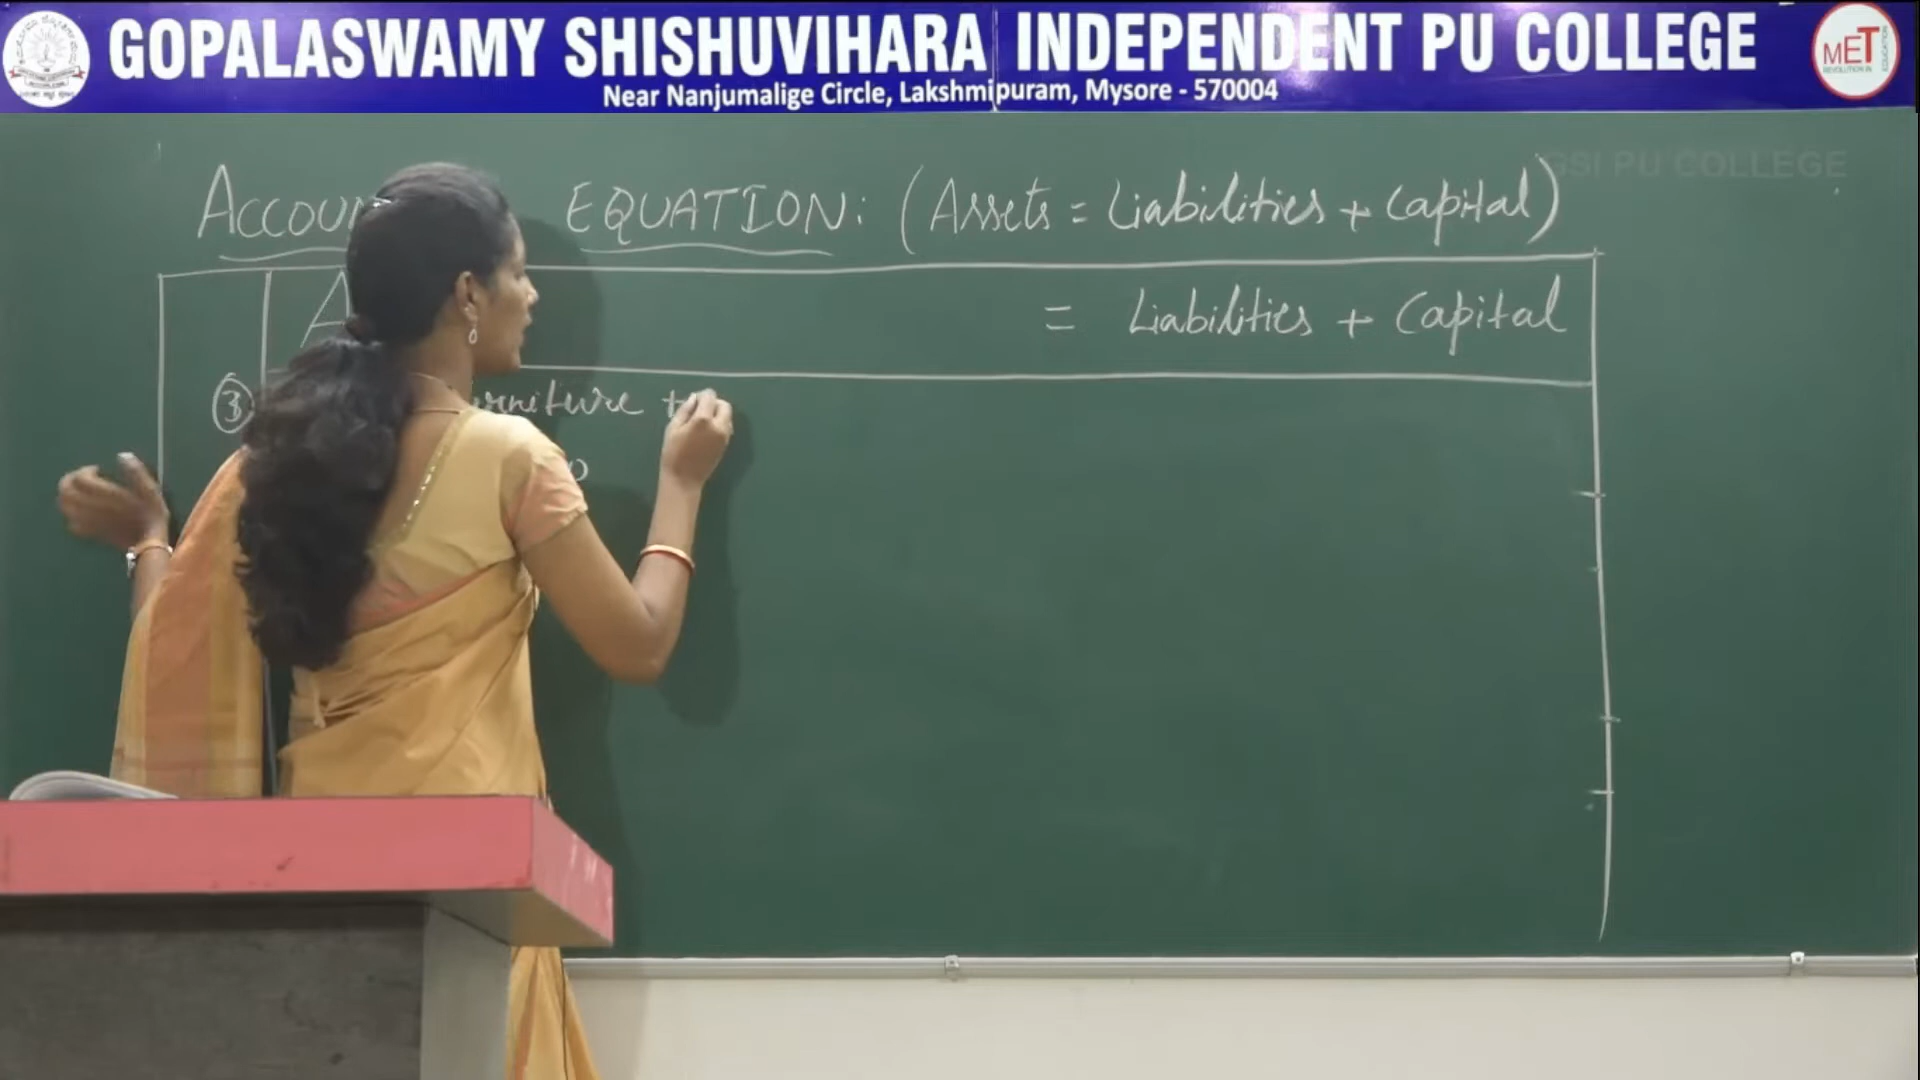 GOPALASWAMY SHISHUVIHARA INDEPENDENT PU COLLEGE
Near Nanjumalige Circle, Lakshmipuram, Mysore - 570004
MET
GSI PU COLLEGE
EQUATION: (Assets = Liabilities + Capital)
= Liabilities + Capital
③ +